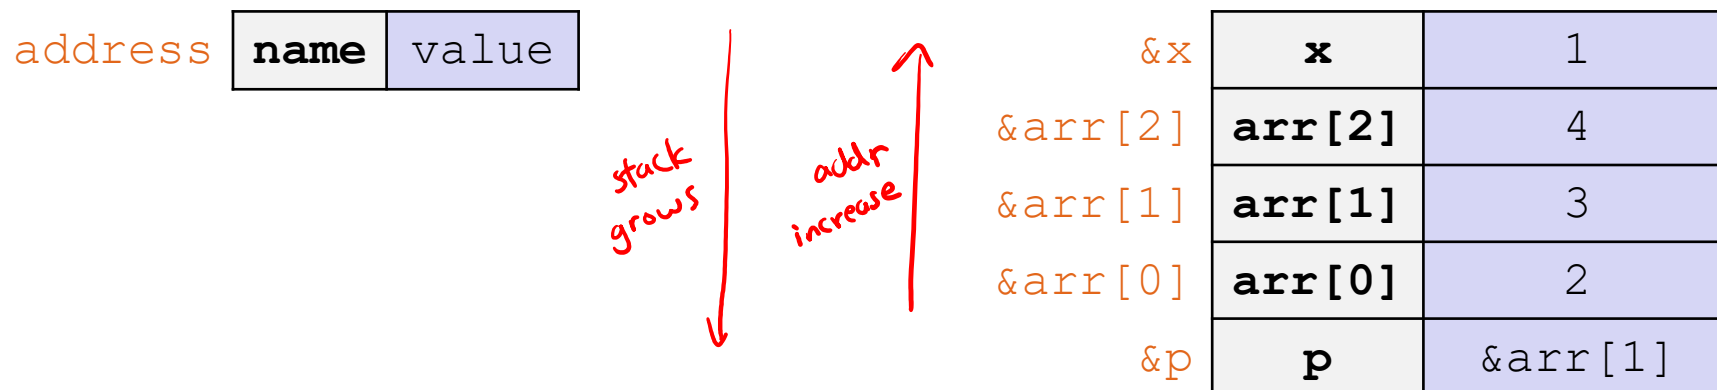 address name value
stack
grows
addr
increase
&x x 1
&arr[2] arr[2] 4
&arr[1] arr[1] 3
&arr[0] arr[0] 2
&p p &arr[1]